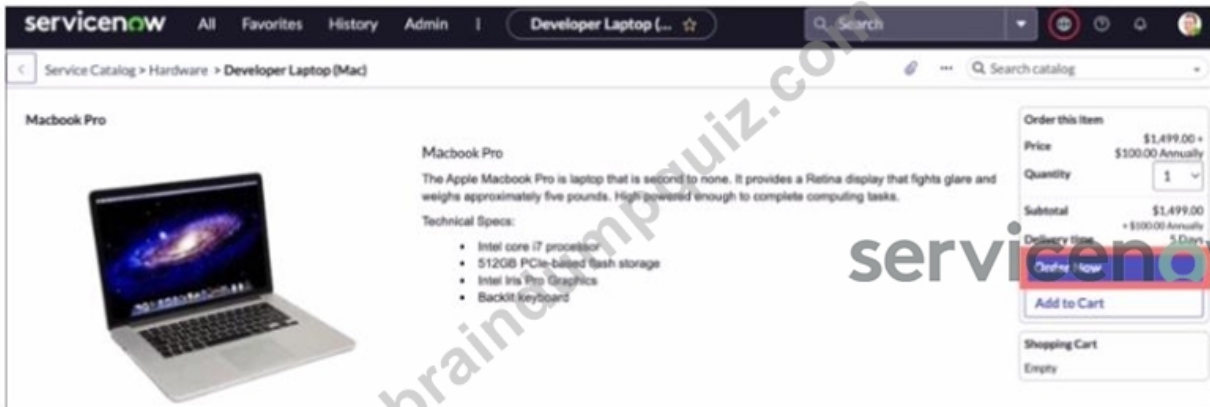 servicenow All Favorites History Admin Developer Laptop (... Search
Service Catalog > Hardware > Developer Laptop (Mac) ... Search catalog
Macbook Pro
Macbook Pro
The Apple Macbook Pro is laptop that is second to none. It provides a Retina display that fights glare and
weighs approximately five pounds. High powered enough to complete computing tasks.
Technical Specs:
Intel core i7 processor
512GB PCIe-based flash storage
Intel Iris Pro Graphics
Backlit keyboard
Order this Item
Price $1,499.00 +
$100.00 Annually
Quantity 1
Subtotal $1,499.00
+ $100.00 Annually
Delivery time 5 Days
Order Now
Add to Cart
Shopping Cart
Empty
serviceno
braindumpquiz.com